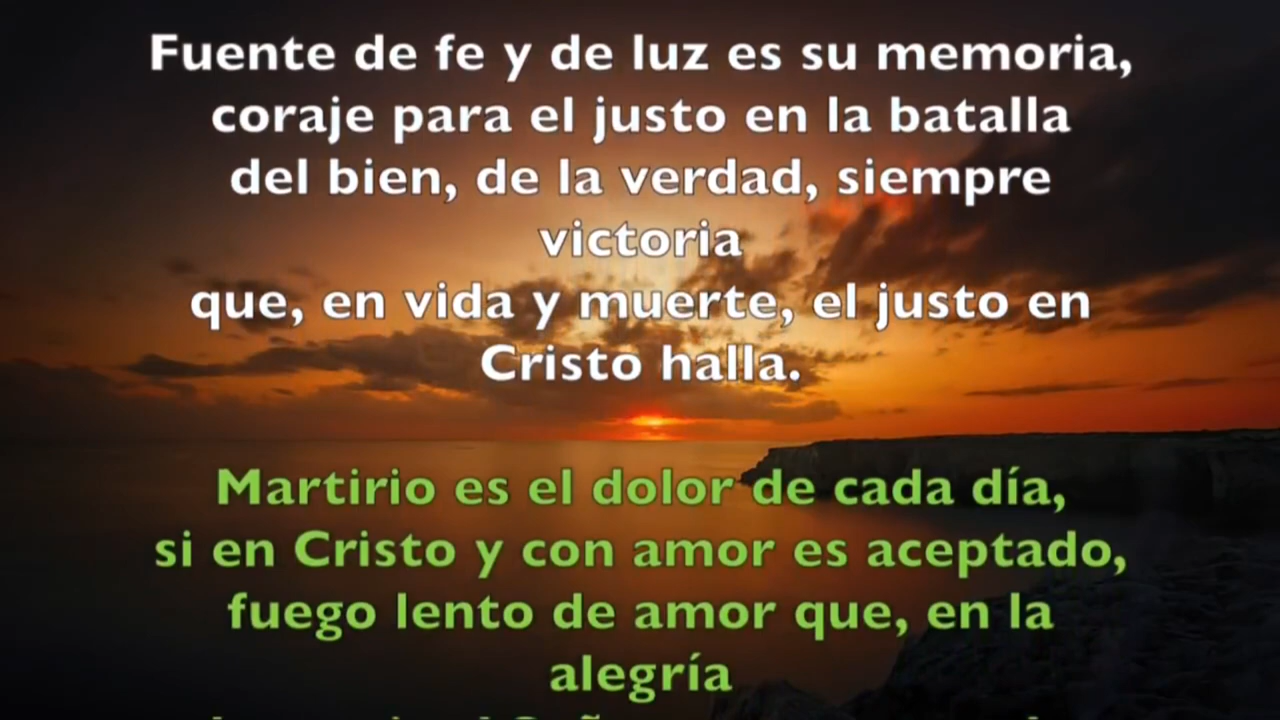 Fuente de fe y de luz es su memoria,
coraje para el justo en la batalla
del bien, de la verdad, siempre
victoria
que, en vida y muerte, el justo en
Cristo halla.
Martirio es el dolor de cada día,
si en Cristo y con amor es aceptado,
fuego lento de amor que, en la
alegría